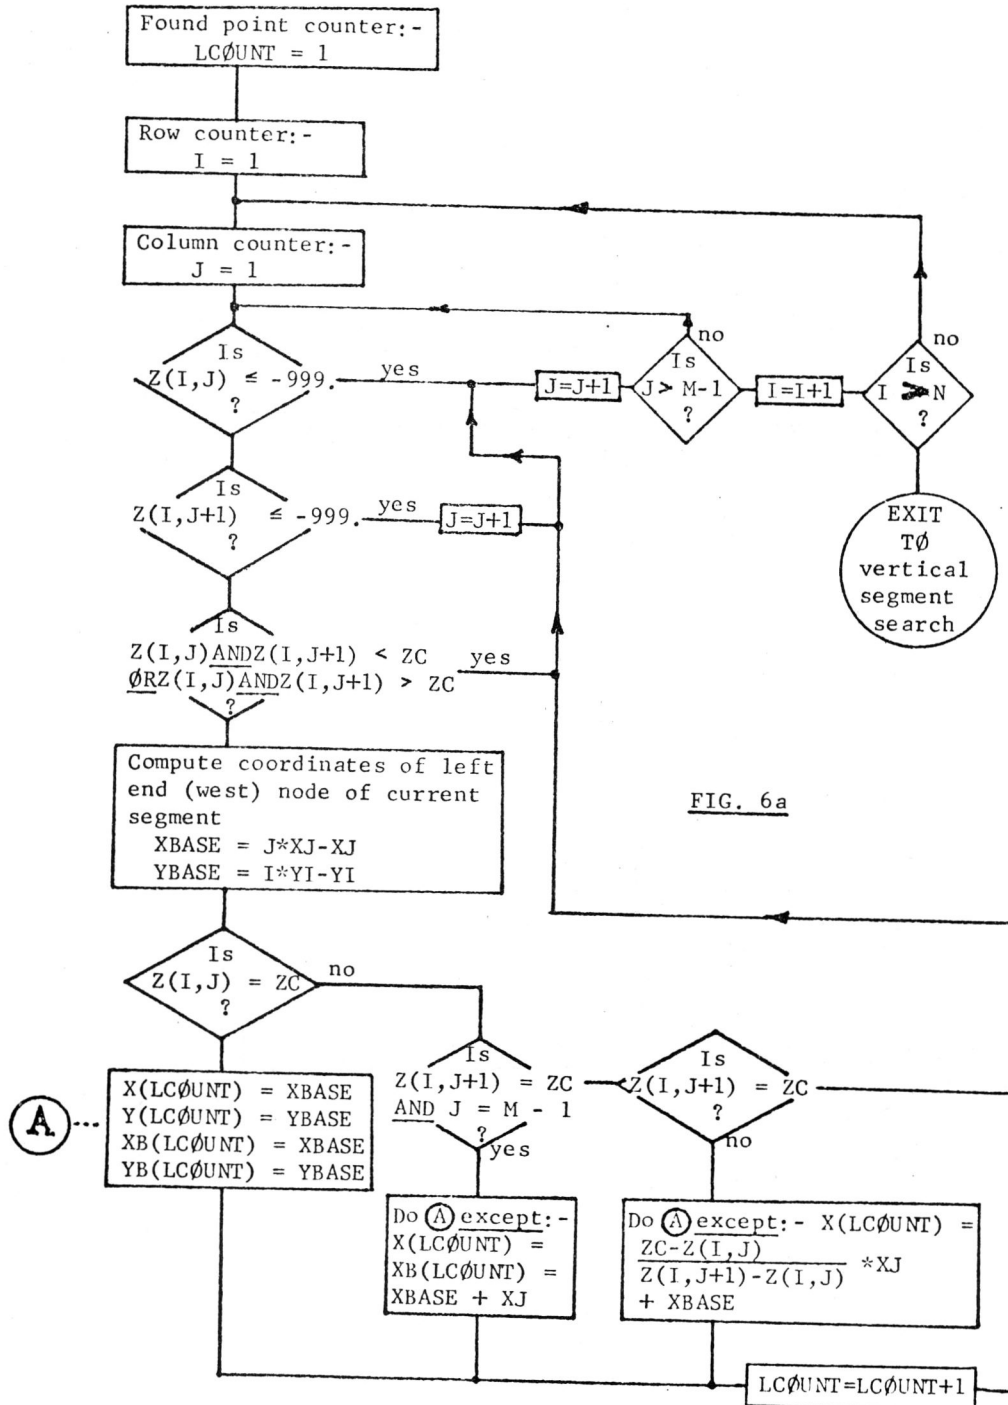 Found point counter:-
LCØUNT = 1
Row counter:-
I = 1
Column counter:-
J = 1
Is
Z(I,J) ≤ -999.
?
yes
J=J+1
no
Is
J > M-1
?
I=I+1
no
Is
I > N
?
EXIT
TØ
vertical
segment
search
Is
Z(I,J+1) ≤ -999.
?
yes
J=J+1
Is
Z(I,J)ANDZ(I,J+1) < ZC
ØRZ(I,J)ANDZ(I,J+1) > ZC
?
yes
Compute coordinates of left
end (west) node of current
segment
XBASE = J*XJ-XJ
YBASE = I*YI-YI
FIG. 6a
Is
Z(I,J) = ZC
?
no
A
X(LCØUNT) = XBASE
Y(LCØUNT) = YBASE
XB(LCØUNT) = XBASE
YB(LCØUNT) = YBASE
Is
Z(I,J+1) = ZC
AND J = M - 1
?
yes
Is
Z(I,J+1) = ZC
?
no
Do A except:-
X(LCØUNT) =
XB(LCØUNT) =
XBASE + XJ
Do A except:- X(LCØUNT) =
ZC-Z(I,J)
Z(I,J+1)-Z(I,J) *XJ
+ XBASE
LCØUNT=LCØUNT+1